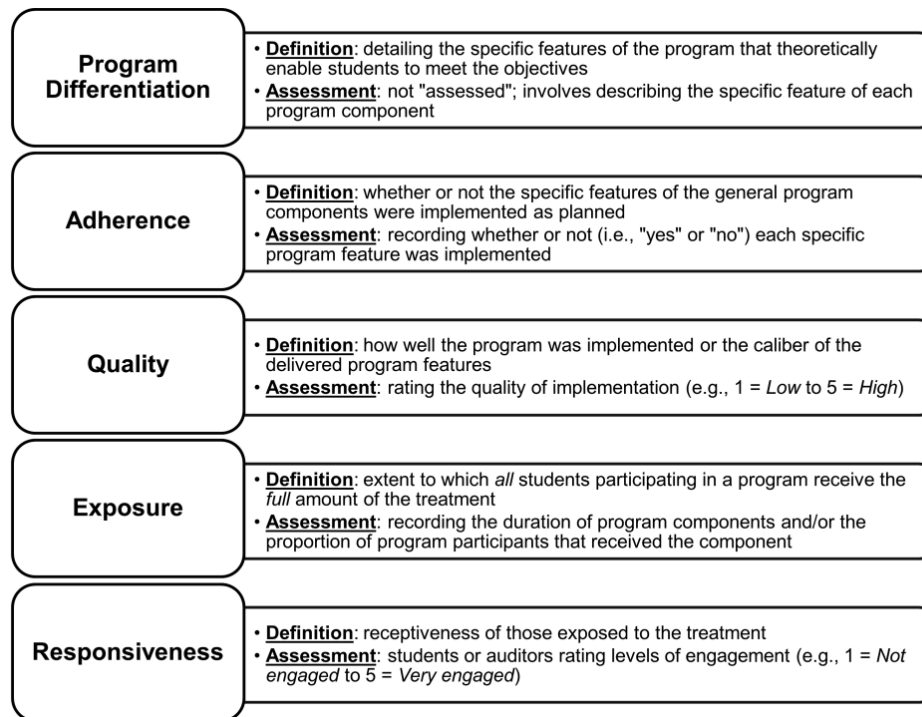 Program
Differentiation
• Definition: detailing the specific features of the program that theoretically
enable students to meet the objectives
• Assessment: not "assessed"; involves describing the specific feature of each
program component
Adherence
• Definition: whether or not the specific features of the general program
components were implemented as planned
• Assessment: recording whether or not (i.e., "yes" or "no") each specific
program feature was implemented
Quality
• Definition: how well the program was implemented or the caliber of the
delivered program features
• Assessment: rating the quality of implementation (e.g., 1 = Low to 5 = High)
Exposure
• Definition: extent to which all students participating in a program receive the
full amount of the treatment
• Assessment: recording the duration of program components and/or the
proportion of program participants that received the component
Responsiveness
• Definition: receptiveness of those exposed to the treatment
• Assessment: students or auditors rating levels of engagement (e.g., 1 = Not
engaged to 5 = Very engaged)